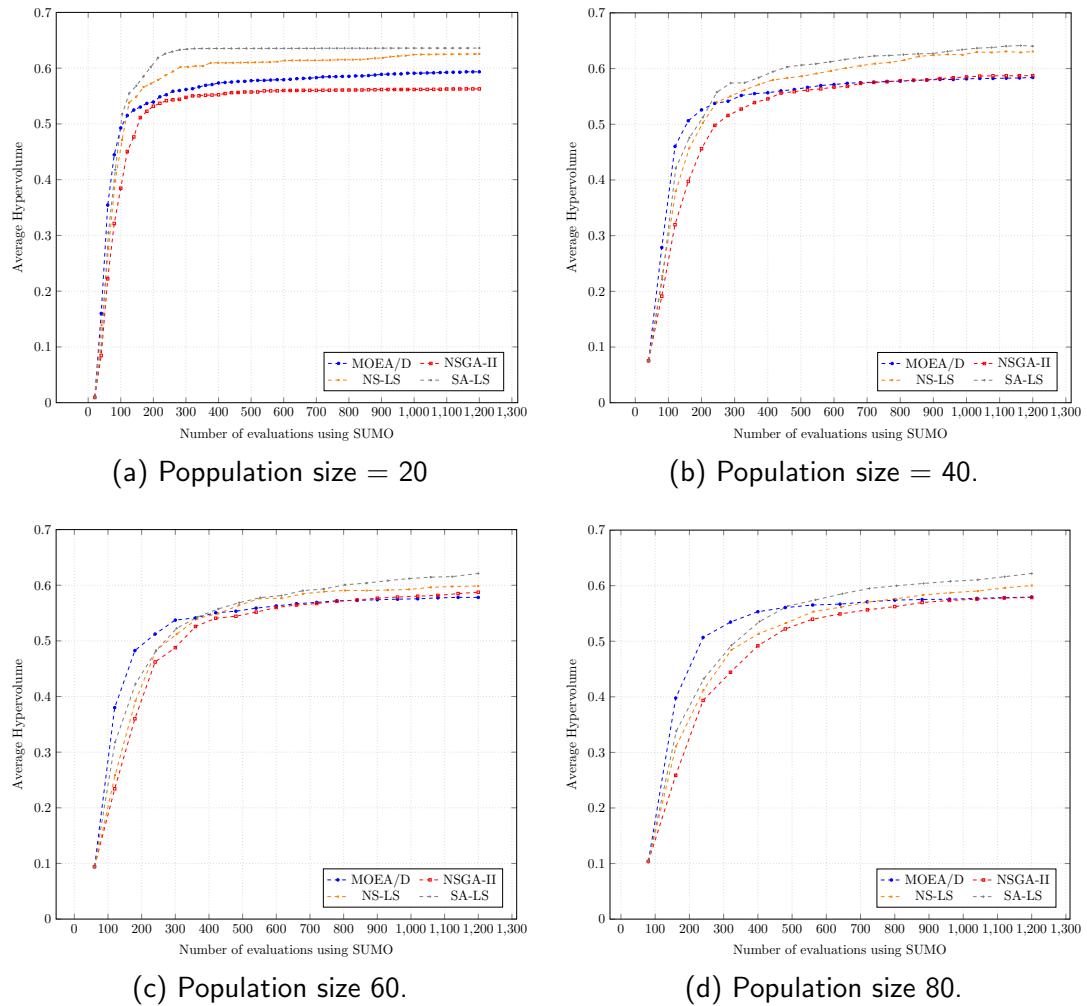 0.7
0.6
0.5
0.4
0.3
0.2
0.1
0
Average Hypervolume
0 100 200 300 400 500 600 700 800 900 1,000 1,100 1,200 1,300
Number of evaluations using SUMO
MOEA/D NSGA-II
NS-LS SA-LS
(a) Poppulation size = 20
0.7
0.6
0.5
0.4
0.3
0.2
0.1
0
Average Hypervolume
0 100 200 300 400 500 600 700 800 900 1,000 1,100 1,200 1,300
Number of evaluations using SUMO
MOEA/D NSGA-II
NS-LS SA-LS
(b) Population size = 40.
0.7
0.6
0.5
0.4
0.3
0.2
0.1
0
Average Hypervolume
0 100 200 300 400 500 600 700 800 900 1,000 1,100 1,200 1,300
Number of evaluations using SUMO
MOEA/D NSGA-II
NS-LS SA-LS
(c) Population size 60.
0.7
0.6
0.5
0.4
0.3
0.2
0.1
0
Average Hypervolume
0 100 200 300 400 500 600 700 800 900 1,000 1,100 1,200 1,300
Number of evaluations using SUMO
MOEA/D NSGA-II
NS-LS SA-LS
(d) Population size 80.